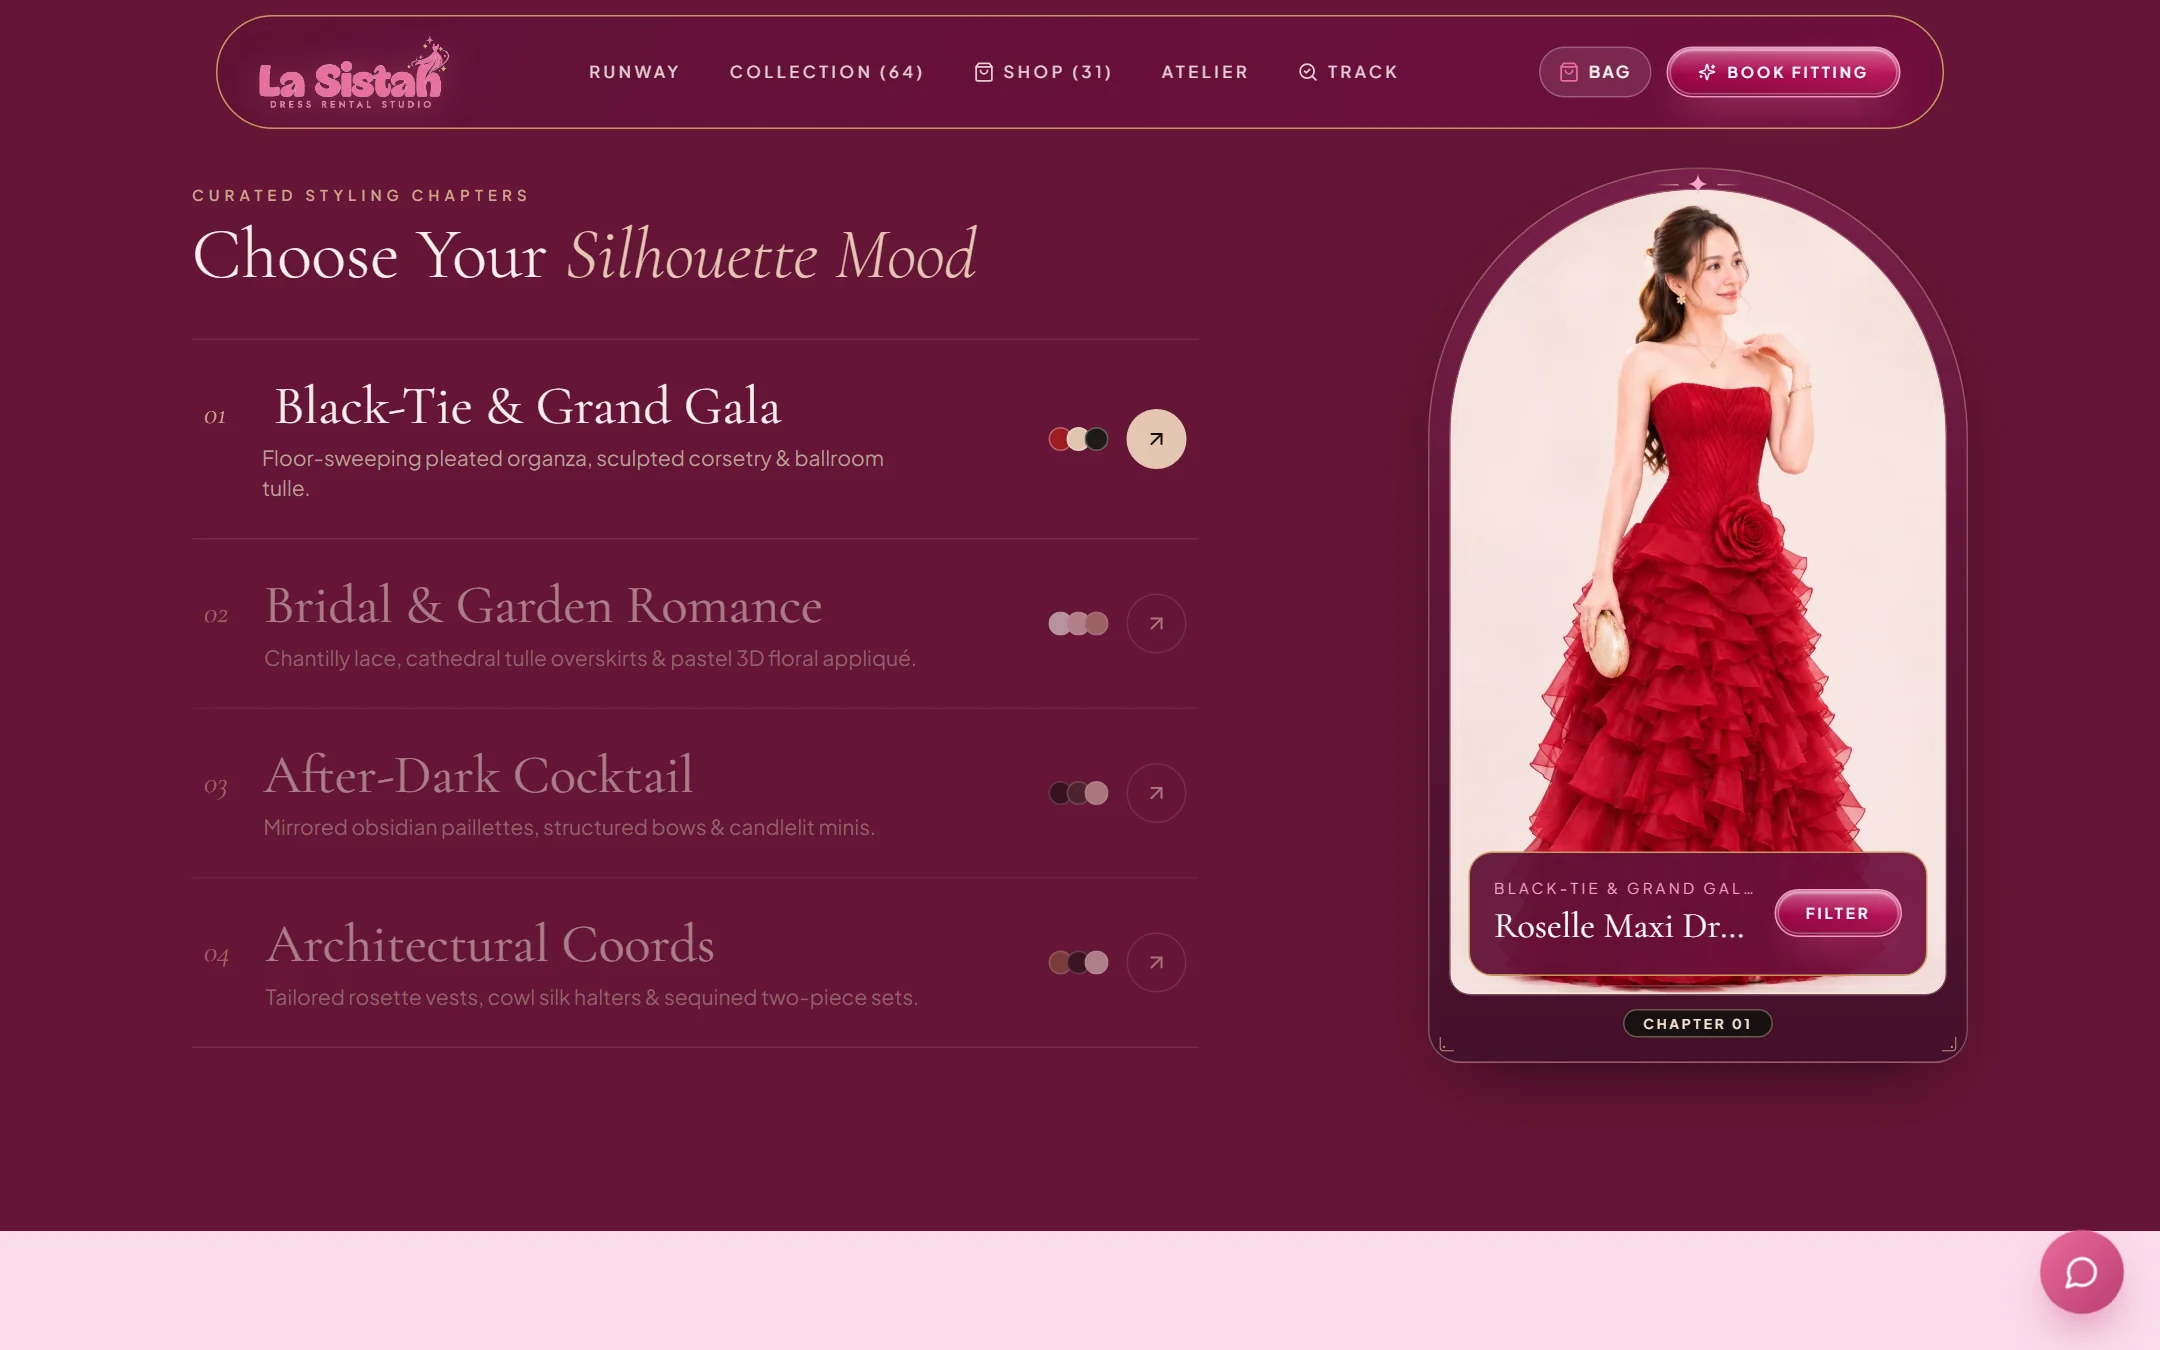 La Sistah
DRESS RENTAL STUDIO
RUNWAY
COLLECTION (64)
SHOP (31)
ATELIER
TRACK
BAG
BOOK FITTING
CURATED STYLING CHAPTERS
Choose Your Silhouette Mood
01
Black-Tie & Grand Gala
Floor-sweeping pleated organza, sculpted corsetry & ballroom
tulle.
02
Bridal & Garden Romance
Chantilly lace, cathedral tulle overskirts & pastel 3D floral appliqué.
03
After-Dark Cocktail
Mirrored obsidian paillettes, structured bows & candlelit minis.
04
Architectural Coords
Tailored rosette vests, cowl silk halters & sequined two-piece sets.
BLACK-TIE & GRAND GAL…
Roselle Maxi Dr…
FILTER
CHAPTER 01